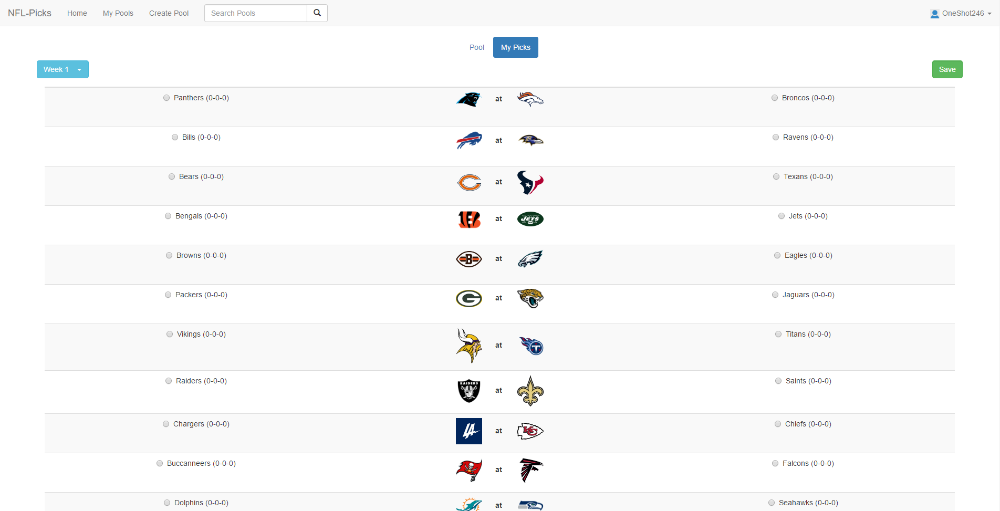 NFL-Picks Home My Pools Create Pool Search Pools OneShot246
Pool My Picks
Week 1 Save
Panthers (0-0-0) at Broncos (0-0-0)
Bills (0-0-0) at Ravens (0-0-0)
Bears (0-0-0) at Texans (0-0-0)
Bengals (0-0-0) at JETS Jets (0-0-0)
Browns (0-0-0) B at Eagles (0-0-0)
Packers (0-0-0) G at Jaguars (0-0-0)
Vikings (0-0-0) at T Titans (0-0-0)
Raiders (0-0-0) RAIDERS at Saints (0-0-0)
Chargers (0-0-0) LA at KC Chiefs (0-0-0)
Buccaneers (0-0-0) at Falcons (0-0-0)
Dolphins (0-0-0) at Seahawks (0-0-0)